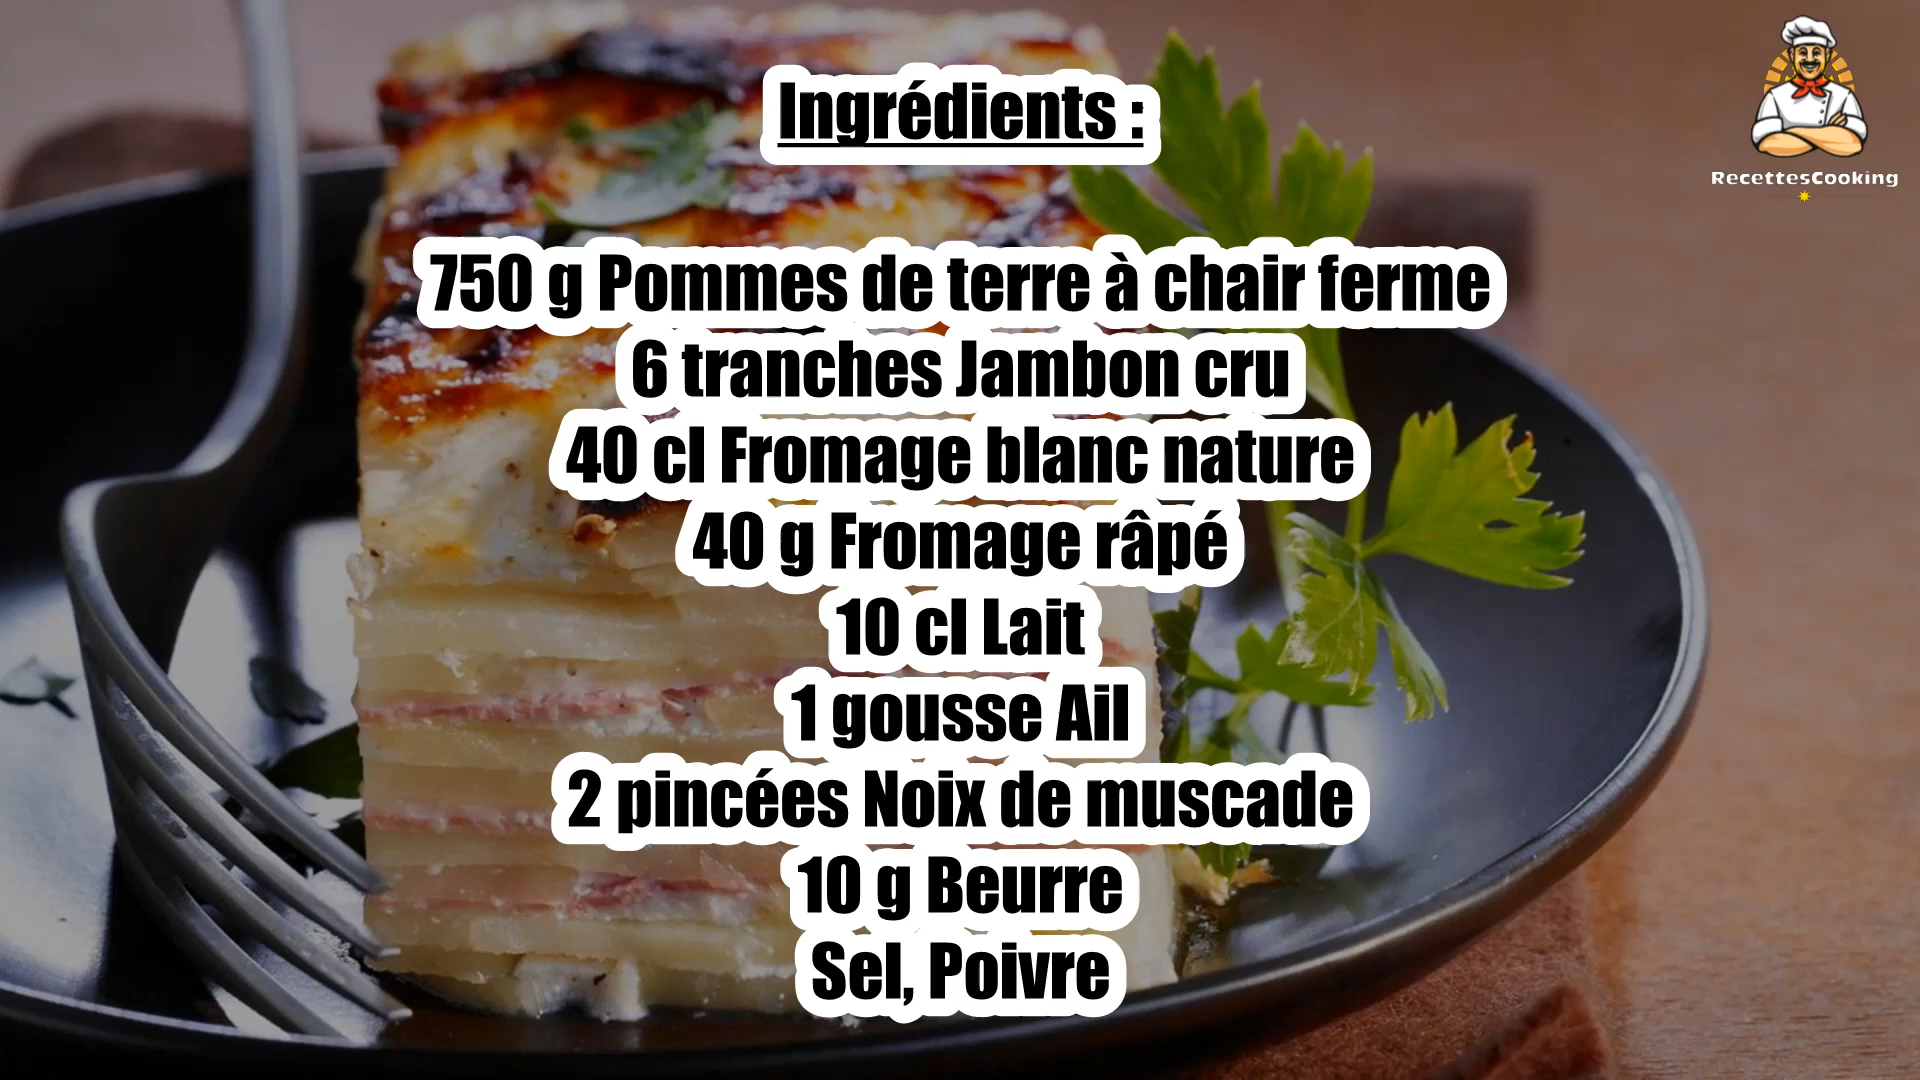 Ingrédients :
RecettesCooking
750 g Pommes de terre à chair ferme
6 tranches Jambon cru
40 cl Fromage blanc nature
40 g Fromage râpé
10 cl Lait
1 gousse Ail
2 pincées Noix de muscade
10 g Beurre
Sel, Poivre